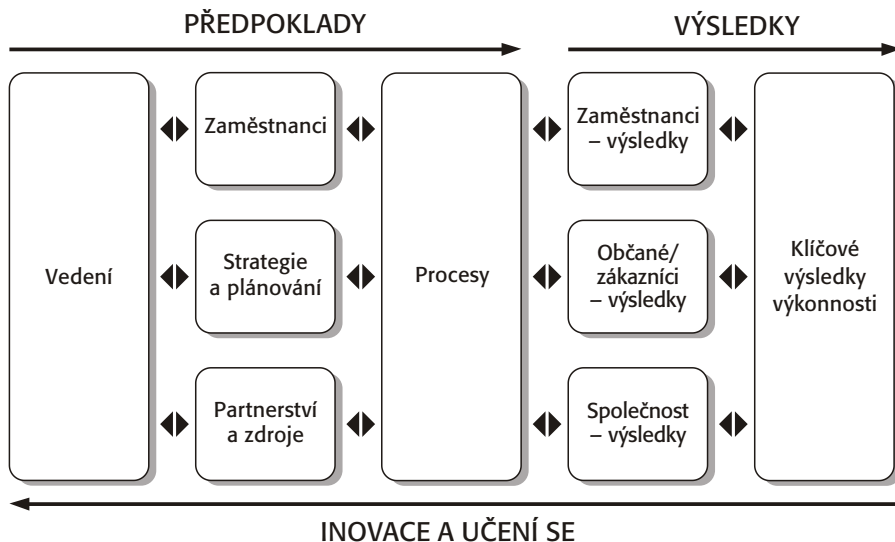 PŘEDPOKLADY
VÝSLEDKY
Vedení
Zaměstnanci
Strategie
a plánování
Partnerství
a zdroje
Procesy
Zaměstnanci
– výsledky
Občané/
zákazníci
– výsledky
Společnost
– výsledky
Klíčové
výsledky
výkonnosti
INOVACE A UČENÍ SE